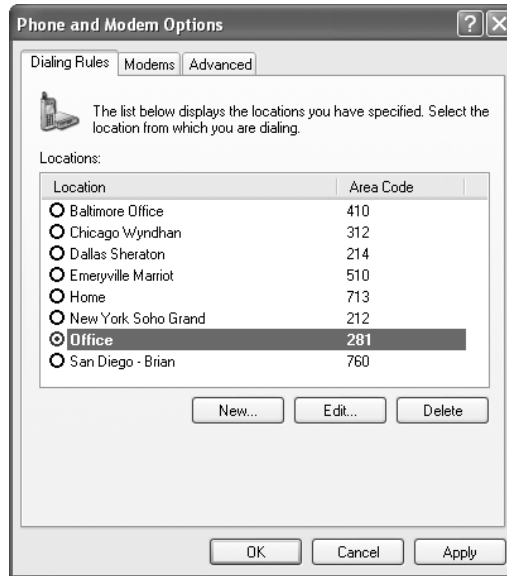 Phone and Modem Options
Dialing Rules Modems Advanced
The list below displays the locations you have specified. Select the
location from which you are dialing.
Locations:
Location Area Code
Baltimore Office 410
Chicago Wyndhan 312
Dallas Sheraton 214
Emeryville Marriot 510
Home 713
New York Soho Grand 212
Office 281
San Diego - Brian 760
New... Edit... Delete
OK Cancel Apply